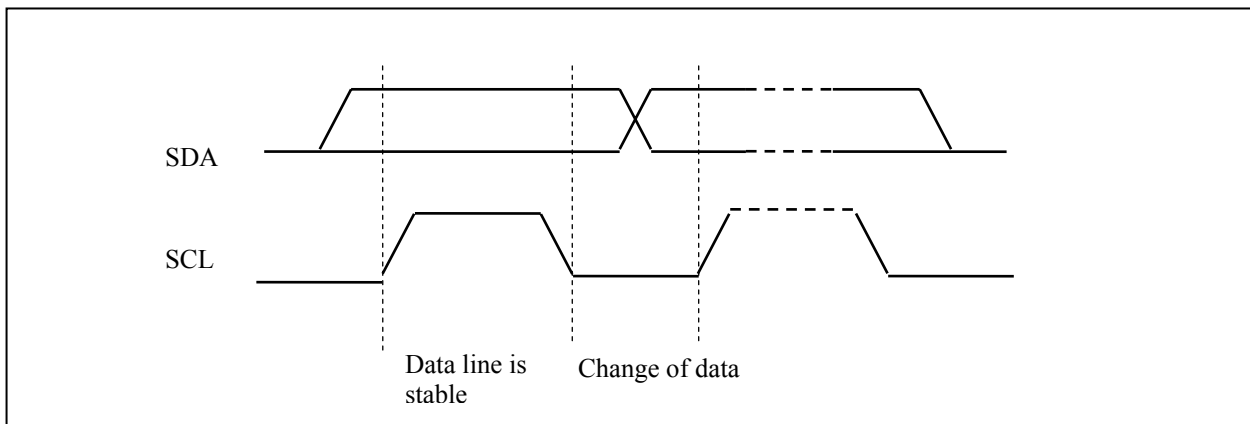 SDA
SCL
Data line is
stable
Change of data